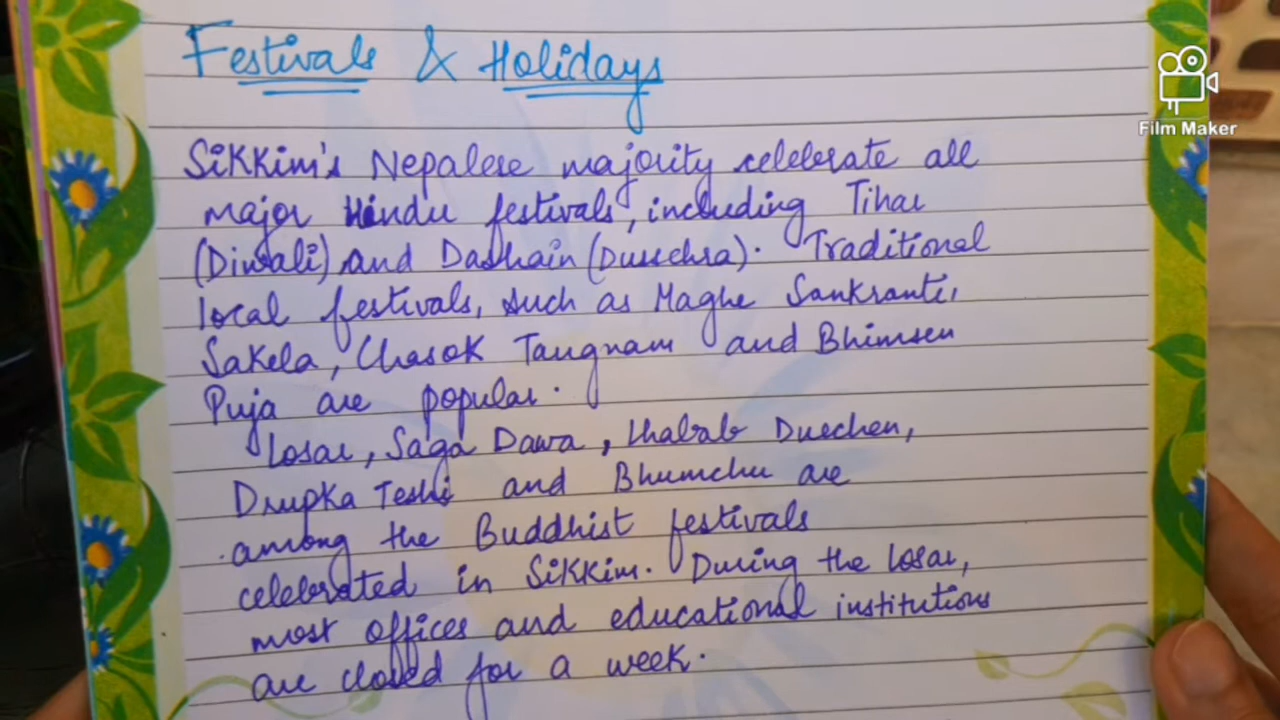 Festivals & Holidays
Film Maker
Sikkim's Nepalese majority celebrate all
major Hindu festivals, including Tihar
(Diwali) and Dashain (Dussehra). Traditional
local festivals, such as Maghe Sankranti,
Sakela, Chasok Tangnam and Bhimsen
Puja are popular.
Losar, Saga Dawa, Lhabab Duechen,
Drupka Teshi and Bhumchu are
among the Buddhist festivals
celebrated in Sikkim. During the Losar,
most offices and educational institutions
are closed for a week.